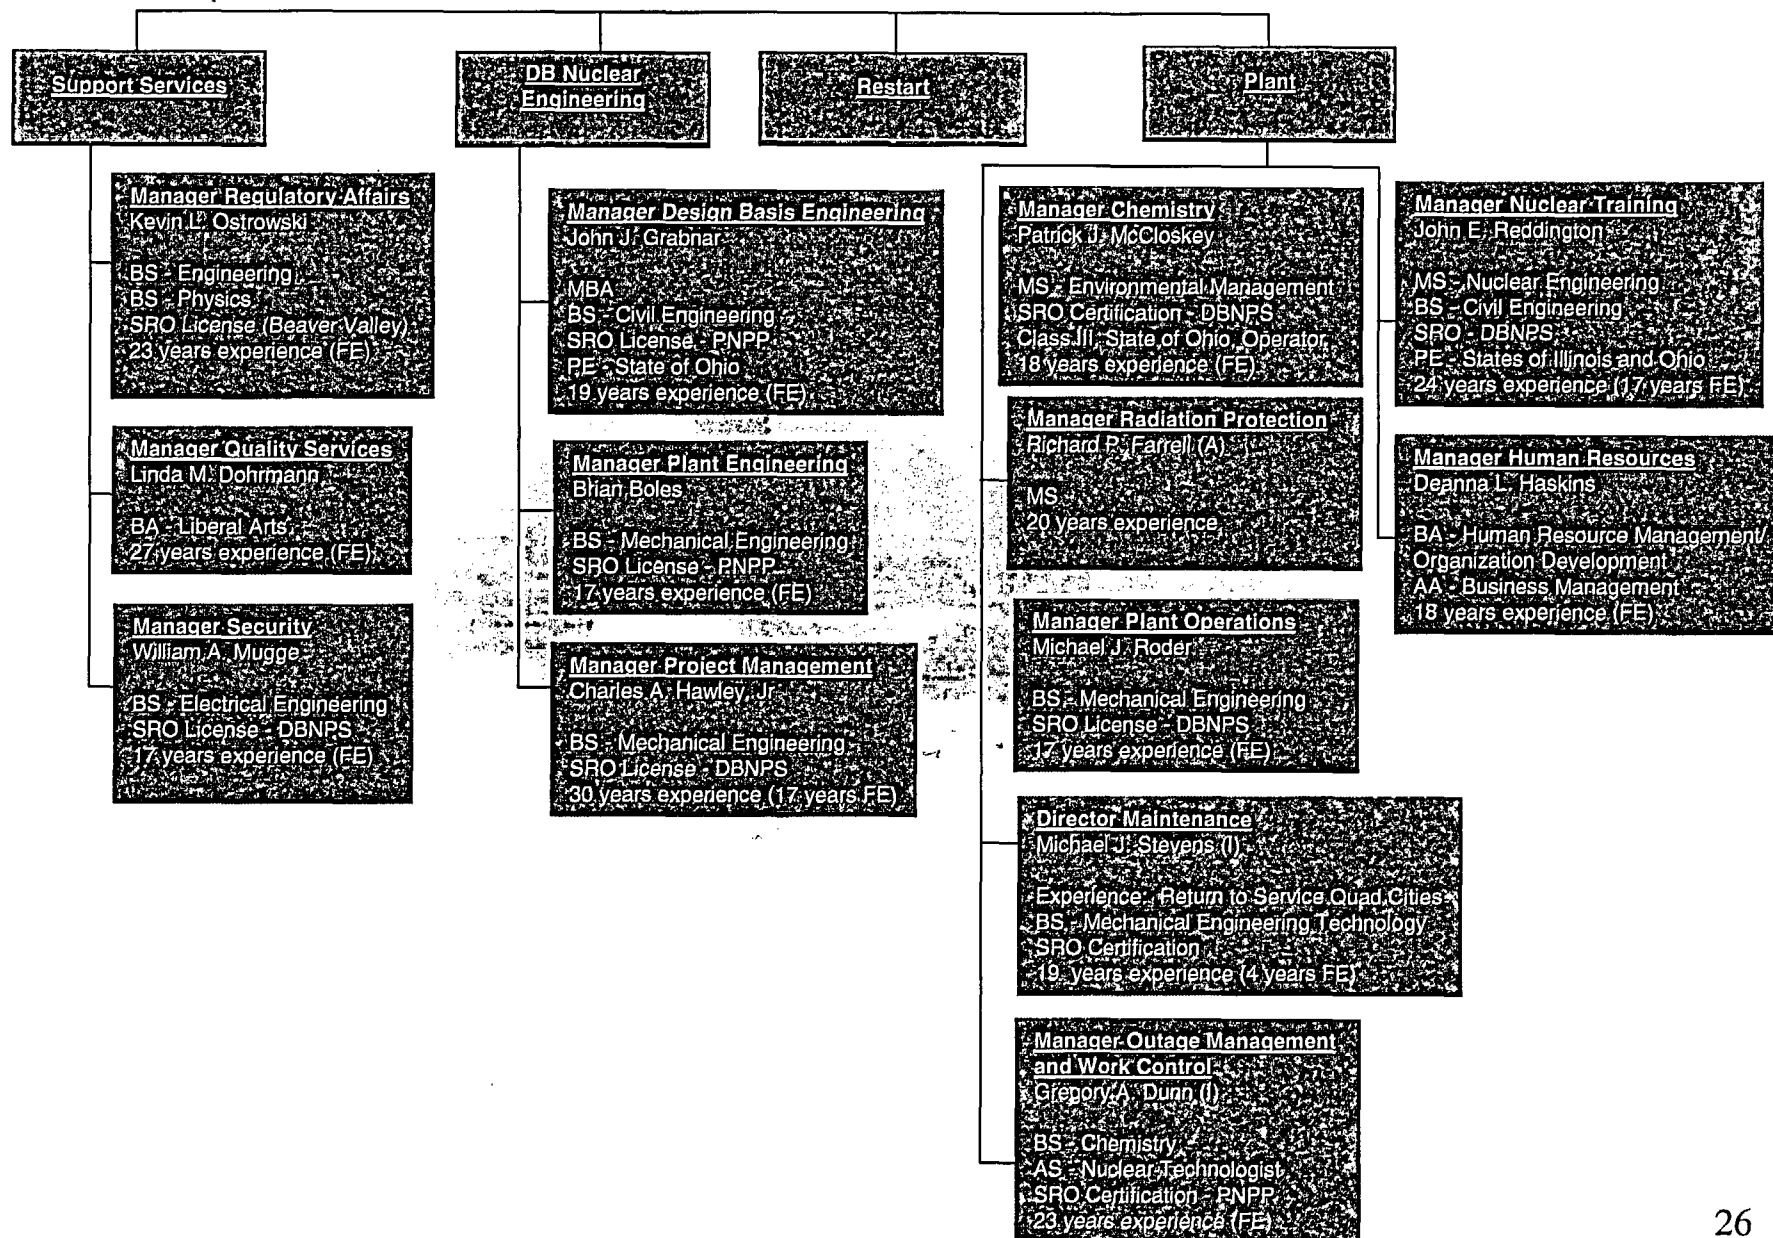 Support Services
DB Nuclear
Engineering
Restart
Plant
Manager Regulatory Affairs
Kevin L. Ostrowski
BS - Engineering
BS - Physics
SRO License (Beaver Valley)
23 years experience (FE)
Manager Quality Services
Linda M. Dohrmann
BA - Liberal Arts
27 years experience (FE)
Manager Security
William A. Mugge
BS - Electrical Engineering
SRO License - DBNPS
17 years experience (FE)
Manager Design Basis Engineering
John J. Grabnar
MBA
BS - Civil Engineering
SRO License - PNPP
PE - State of Ohio
19 years experience (FE)
Manager Plant Engineering
Brian Boles
BS - Mechanical Engineering
SRO License - PNPP
17 years experience (FE)
Manager Project Management
Charles A. Hawley, Jr
BS - Mechanical Engineering
SRO License - DBNPS
30 years experience (17 years FE)
Manager Chemistry
Patrick J. McCloskey
MS - Environmental Management
SRO Certification - DBNPS
Class III State of Ohio Operator
18 years experience (FE)
Manager Radiation Protection
Richard P. Farrell (A)
MS
20 years experience
Manager Plant Operations
Michael J. Roder
BS - Mechanical Engineering
SRO License - DBNPS
17 years experience (FE)
Director Maintenance
Michael J. Stevens (I)
Experience: Return to Service Quad Cities
BS - Mechanical Engineering Technology
SRO Certification
19 years experience (4 years FE)
Manager Outage Management
and Work Control
Gregory A. Dunn (I)
BS - Chemistry
AS - Nuclear Technologist
SRO Certification - PNPP
23 years experience (FE)
Manager Nuclear Training
John E. Reddington
MS - Nuclear Engineering
BS - Civil Engineering
SRO - DBNPS
PE - States of Illinois and Ohio
24 years experience (17 years FE)
Manager Human Resources
Deanna L. Haskins
BA - Human Resource Management/
Organization Development
AA - Business Management
18 years experience (FE)
26